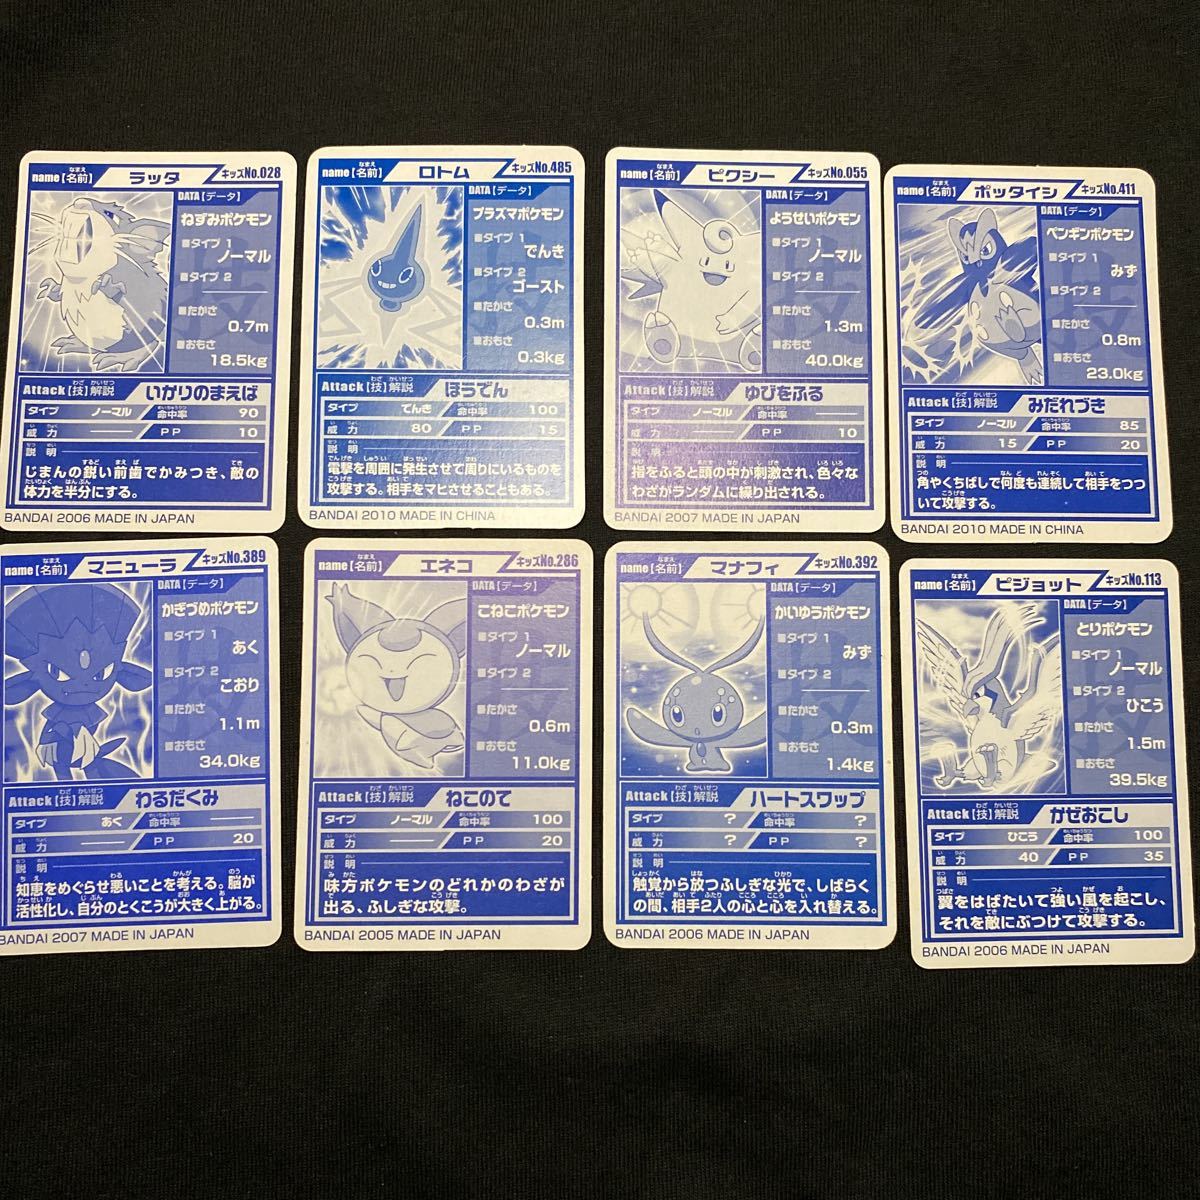 name【名前】 ラッタ キッズNo.028
DATA【データ】
ねずみポケモン
■タイプ 1
ノーマル
■タイプ 2
■たかさ
0.7m
■おもさ
18.5kg
Attack【技】解説 いかりのまえば
タイプ ノーマル 命中率 90
威力 —— PP 10
説明
じまんの鋭い前歯でかみつき、敵の
体力を半分にする。
BANDAI 2006 MADE IN JAPAN
name【名前】 ロトム キッズNo.485
DATA【データ】
プラズマポケモン
■タイプ 1
でんき
■タイプ 2
ゴースト
■たかさ
0.3m
■おもさ
0.3kg
Attack【技】解説 ほうでん
タイプ でんき 命中率 100
威力 80 PP 15
説明
電撃を周囲に発生させて周りにいるものを
攻撃する。相手をマヒさせることもある。
BANDAI 2010 MADE IN CHINA
name【名前】 ピクシー キッズNo.055
DATA【データ】
ようせいポケモン
■タイプ 1
ノーマル
■タイプ 2
■たかさ
1.3m
■おもさ
40.0kg
Attack【技】解説 ゆびをふる
タイプ ノーマル 命中率 ——
威力 —— PP 10
説明
指をふると頭の中が刺激され、色々な
わざがランダムに繰り出される。
BANDAI 2007 MADE IN JAPAN
name【名前】 ポッタイシ キッズNo.411
DATA【データ】
ペンギンポケモン
■タイプ 1
みず
■タイプ 2
■たかさ
0.8m
■おもさ
23.0kg
Attack【技】解説 みだれづき
タイプ ノーマル 命中率 85
威力 15 PP 20
説明
角やくちばしで何度も連続して相手をつつ
いて攻撃する。
BANDAI 2010 MADE IN CHINA
name【名前】 マニューラ キッズNo.389
DATA【データ】
かぎづめポケモン
■タイプ 1
あく
■タイプ 2
こおり
■たかさ
1.1m
■おもさ
34.0kg
Attack【技】解説 わるだくみ
タイプ あく 命中率 ——
威力 —— PP 20
説明
知恵をめぐらせ悪いことを考える。脳が
活性化し、自分のとくこうが大きく上がる。
BANDAI 2007 MADE IN JAPAN
name【名前】 エネコ キッズNo.286
DATA【データ】
こねこポケモン
■タイプ 1
ノーマル
■タイプ 2
■たかさ
0.6m
■おもさ
11.0kg
Attack【技】解説 ねこのて
タイプ ノーマル 命中率 100
威力 —— PP 20
説明
味方ポケモンのどれかのわざが
出る、ふしぎな攻撃。
BANDAI 2005 MADE IN JAPAN
name【名前】 マナフィ キッズNo.392
DATA【データ】
かいゆうポケモン
■タイプ 1
みず
■タイプ 2
■たかさ
0.3m
■おもさ
1.4kg
Attack【技】解説 ハートスワップ
タイプ ? 命中率 ?
威力 ? PP ?
説明
触覚から放つふしぎな光で、しばらく
の間、相手2人の心と心を入れ替える。
BANDAI 2006 MADE IN JAPAN
name【名前】 ピジョット キッズNo.113
DATA【データ】
とりポケモン
■タイプ 1
ノーマル
■タイプ 2
ひこう
■たかさ
1.5m
■おもさ
39.5kg
Attack【技】解説 かぜおこし
タイプ ひこう 命中率 100
威力 40 PP 35
説明
翼をはばたいて強い風を起こし、
それを敵にぶつけて攻撃する。
BANDAI 2006 MADE IN JAPAN